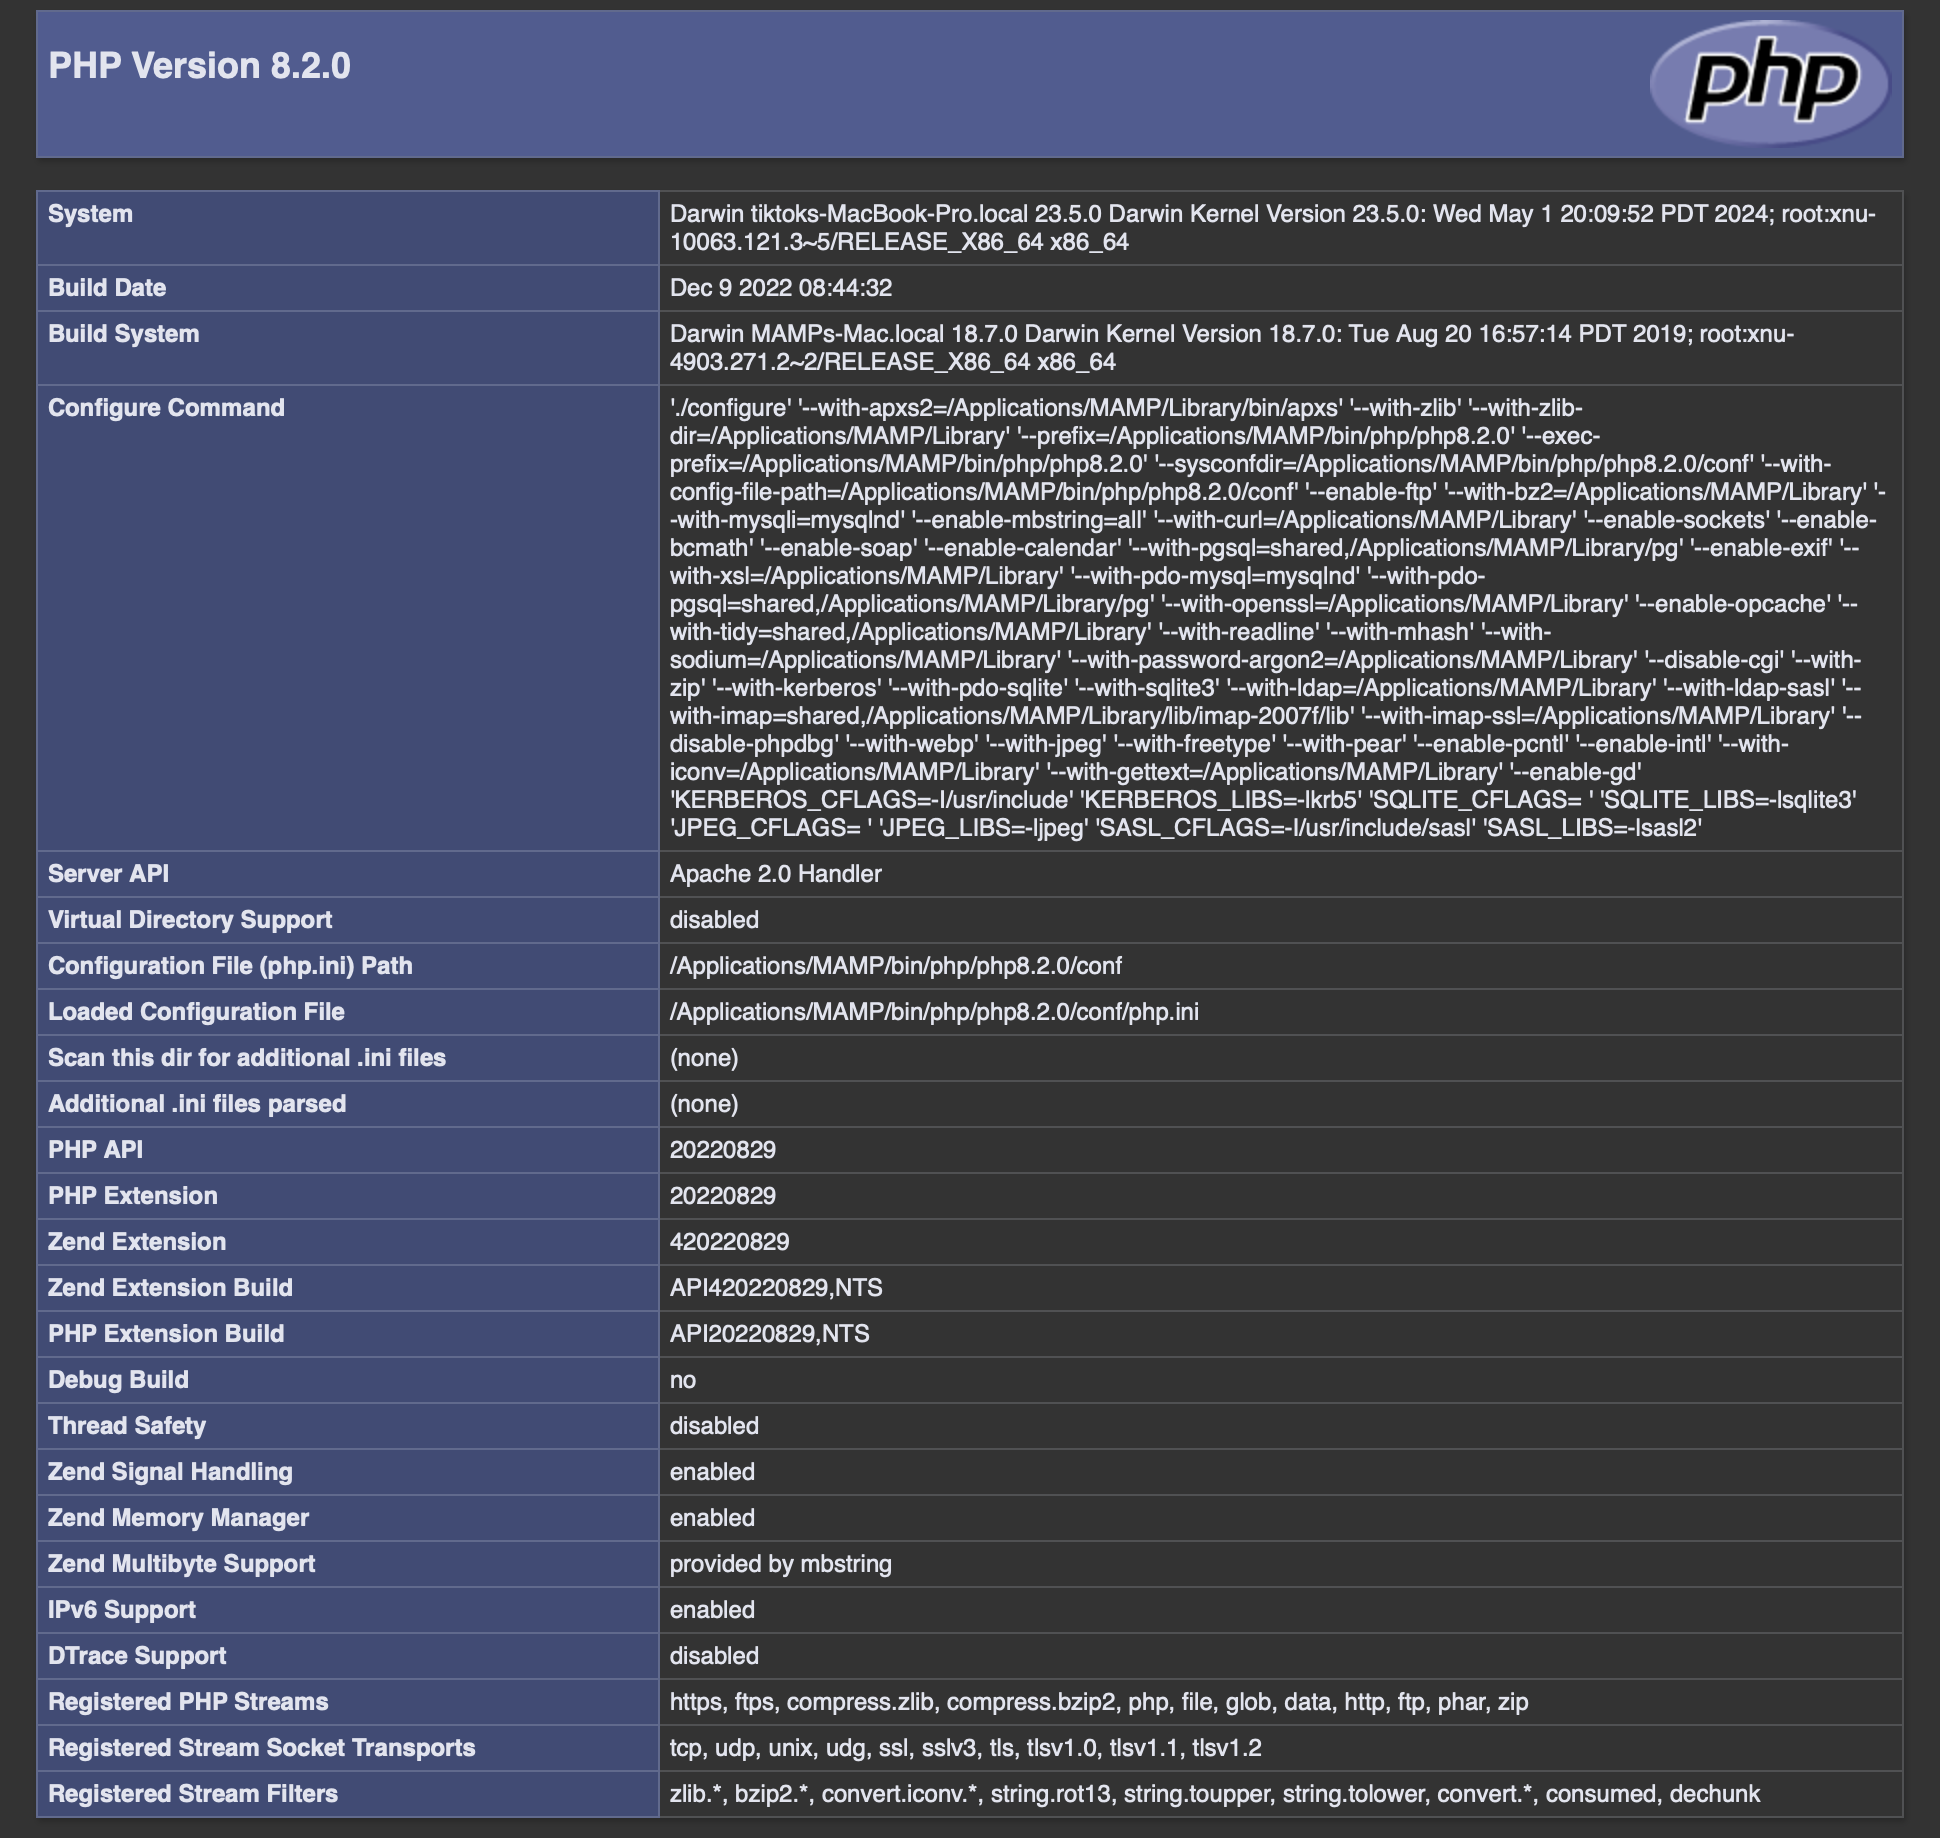 PHP Version 8.2.0
php
System
Darwin tiktoks-MacBook-Pro.local 23.5.0 Darwin Kernel Version 23.5.0: Wed May 1 20:09:52 PDT 2024; root:xnu-
10063.121.3~5/RELEASE_X86_64 x86_64
Build Date
Dec 9 2022 08:44:32
Build System
Darwin MAMPs-Mac.local 18.7.0 Darwin Kernel Version 18.7.0: Tue Aug 20 16:57:14 PDT 2019; root:xnu-
4903.271.2~2/RELEASE_X86_64 x86_64
Configure Command
'./configure' '--with-apxs2=/Applications/MAMP/Library/bin/apxs' '--with-zlib' '--with-zlib-
dir=/Applications/MAMP/Library' '--prefix=/Applications/MAMP/bin/php/php8.2.0' '--exec-
prefix=/Applications/MAMP/bin/php/php8.2.0' '--sysconfdir=/Applications/MAMP/bin/php/php8.2.0/conf' '--with-
config-file-path=/Applications/MAMP/bin/php/php8.2.0/conf' '--enable-ftp' '--with-bz2=/Applications/MAMP/Library' '-
-with-mysqli=mysqlnd' '--enable-mbstring=all' '--with-curl=/Applications/MAMP/Library' '--enable-sockets' '--enable-
bcmath' '--enable-soap' '--enable-calendar' '--with-pgsql=shared,/Applications/MAMP/Library/pg' '--enable-exif' '--
with-xsl=/Applications/MAMP/Library' '--with-pdo-mysql=mysqlnd' '--with-pdo-
pgsql=shared,/Applications/MAMP/Library/pg' '--with-openssl=/Applications/MAMP/Library' '--enable-opcache' '--
with-tidy=shared,/Applications/MAMP/Library' '--with-readline' '--with-mhash' '--with-
sodium=/Applications/MAMP/Library' '--with-password-argon2=/Applications/MAMP/Library' '--disable-cgi' '--with-
zip' '--with-kerberos' '--with-pdo-sqlite' '--with-sqlite3' '--with-ldap=/Applications/MAMP/Library' '--with-ldap-sasl' '--
with-imap=shared,/Applications/MAMP/Library/lib/imap-2007f/lib' '--with-imap-ssl=/Applications/MAMP/Library' '--
disable-phpdbg' '--with-webp' '--with-jpeg' '--with-freetype' '--with-pear' '--enable-pcntl' '--enable-intl' '--with-
iconv=/Applications/MAMP/Library' '--with-gettext=/Applications/MAMP/Library' '--enable-gd'
'KERBEROS_CFLAGS=-I/usr/include' 'KERBEROS_LIBS=-lkrb5' 'SQLITE_CFLAGS= ' 'SQLITE_LIBS=-lsqlite3'
'JPEG_CFLAGS= ' 'JPEG_LIBS=-ljpeg' 'SASL_CFLAGS=-I/usr/include/sasl' 'SASL_LIBS=-lsasl2'
Server API
Apache 2.0 Handler
Virtual Directory Support
disabled
Configuration File (php.ini) Path
/Applications/MAMP/bin/php/php8.2.0/conf
Loaded Configuration File
/Applications/MAMP/bin/php/php8.2.0/conf/php.ini
Scan this dir for additional .ini files
(none)
Additional .ini files parsed
(none)
PHP API
20220829
PHP Extension
20220829
Zend Extension
420220829
Zend Extension Build
API420220829,NTS
PHP Extension Build
API20220829,NTS
Debug Build
no
Thread Safety
disabled
Zend Signal Handling
enabled
Zend Memory Manager
enabled
Zend Multibyte Support
provided by mbstring
IPv6 Support
enabled
DTrace Support
disabled
Registered PHP Streams
https, ftps, compress.zlib, compress.bzip2, php, file, glob, data, http, ftp, phar, zip
Registered Stream Socket Transports
tcp, udp, unix, udg, ssl, sslv3, tls, tlsv1.0, tlsv1.1, tlsv1.2
Registered Stream Filters
zlib.*, bzip2.*, convert.iconv.*, string.rot13, string.toupper, string.tolower, convert.*, consumed, dechunk